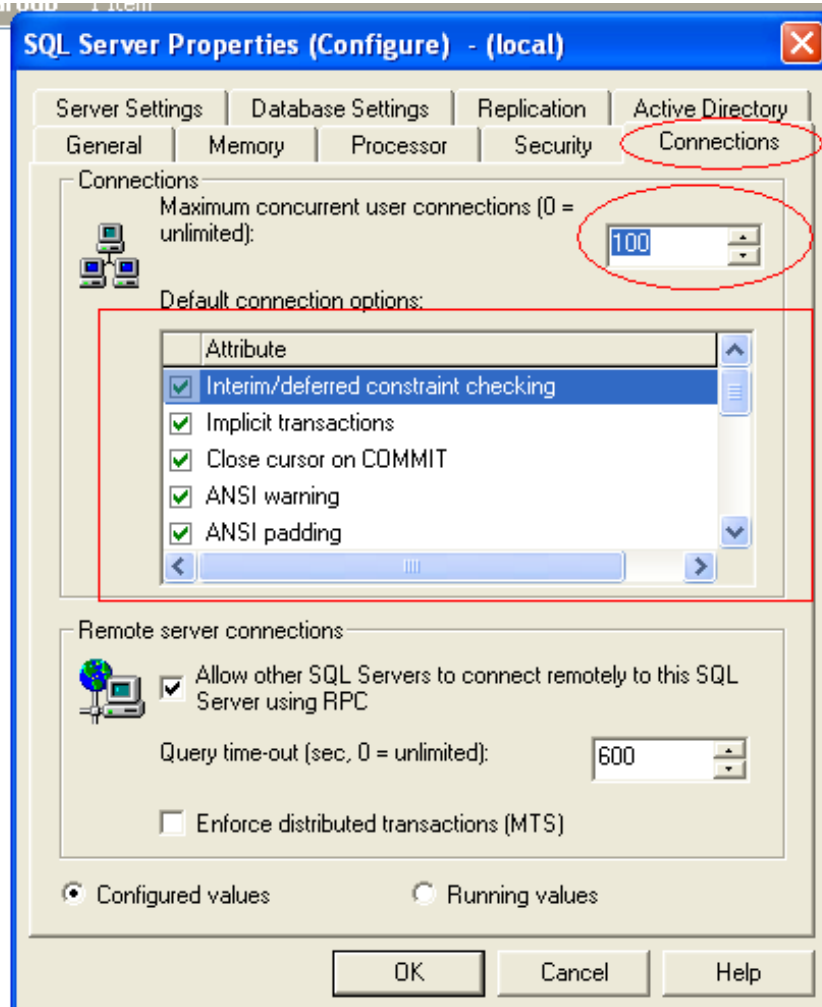 Group 1 Item
SQL Server Properties (Configure) - (local)
Server Settings Database Settings Replication Active Directory
General Memory Processor Security Connections
Connections
Maximum concurrent user connections (0 =
unlimited):
100
Default connection options:
Attribute
Interim/deferred constraint checking
Implicit transactions
Close cursor on COMMIT
ANSI warning
ANSI padding
Remote server connections
Allow other SQL Servers to connect remotely to this SQL
Server using RPC
Query time-out (sec, 0 = unlimited): 600
Enforce distributed transactions (MTS)
Configured values Running values
OK Cancel Help